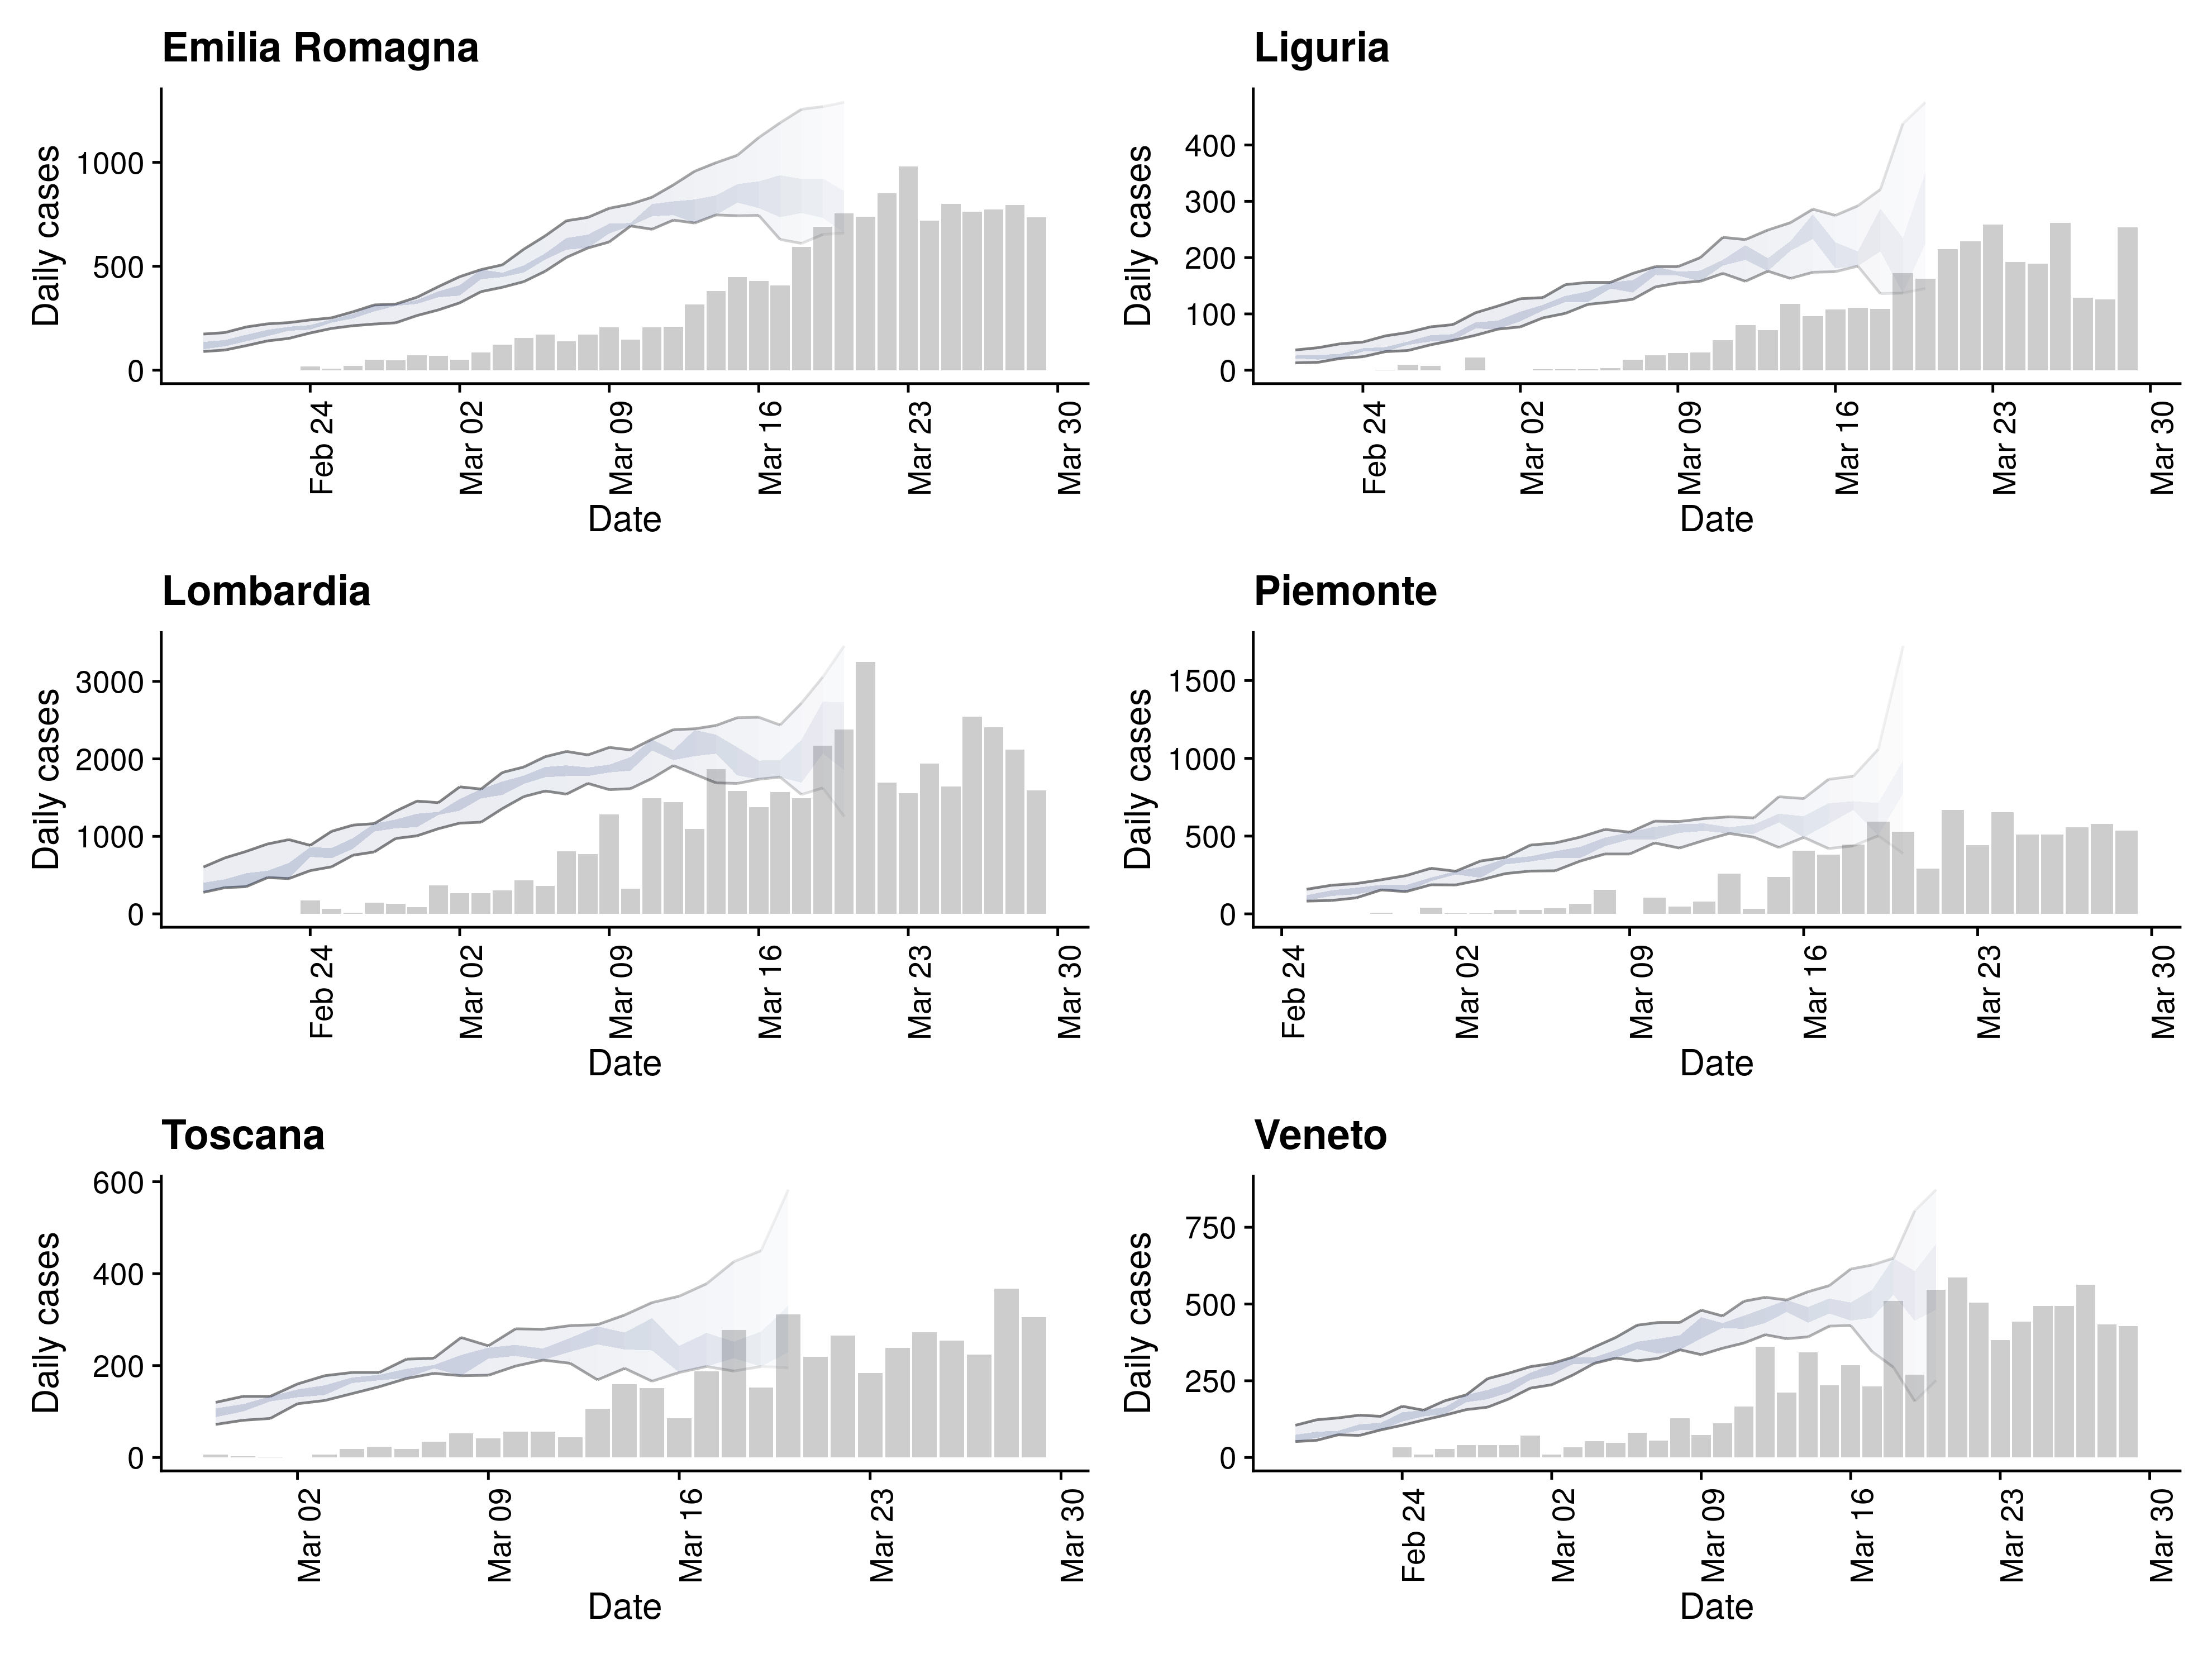 Emilia Romagna
Daily cases
1000
500
0
Feb 24
Mar 02
Mar 09
Mar 16
Mar 23
Mar 30
Date
Liguria
Daily cases
400
300
200
100
0
Feb 24
Mar 02
Mar 09
Mar 16
Mar 23
Mar 30
Date
Lombardia
Daily cases
3000
2000
1000
0
Feb 24
Mar 02
Mar 09
Mar 16
Mar 23
Mar 30
Date
Piemonte
Daily cases
1500
1000
500
0
Feb 24
Mar 02
Mar 09
Mar 16
Mar 23
Mar 30
Date
Toscana
Daily cases
600
400
200
0
Mar 02
Mar 09
Mar 16
Mar 23
Mar 30
Date
Veneto
Daily cases
750
500
250
0
Feb 24
Mar 02
Mar 09
Mar 16
Mar 23
Mar 30
Date